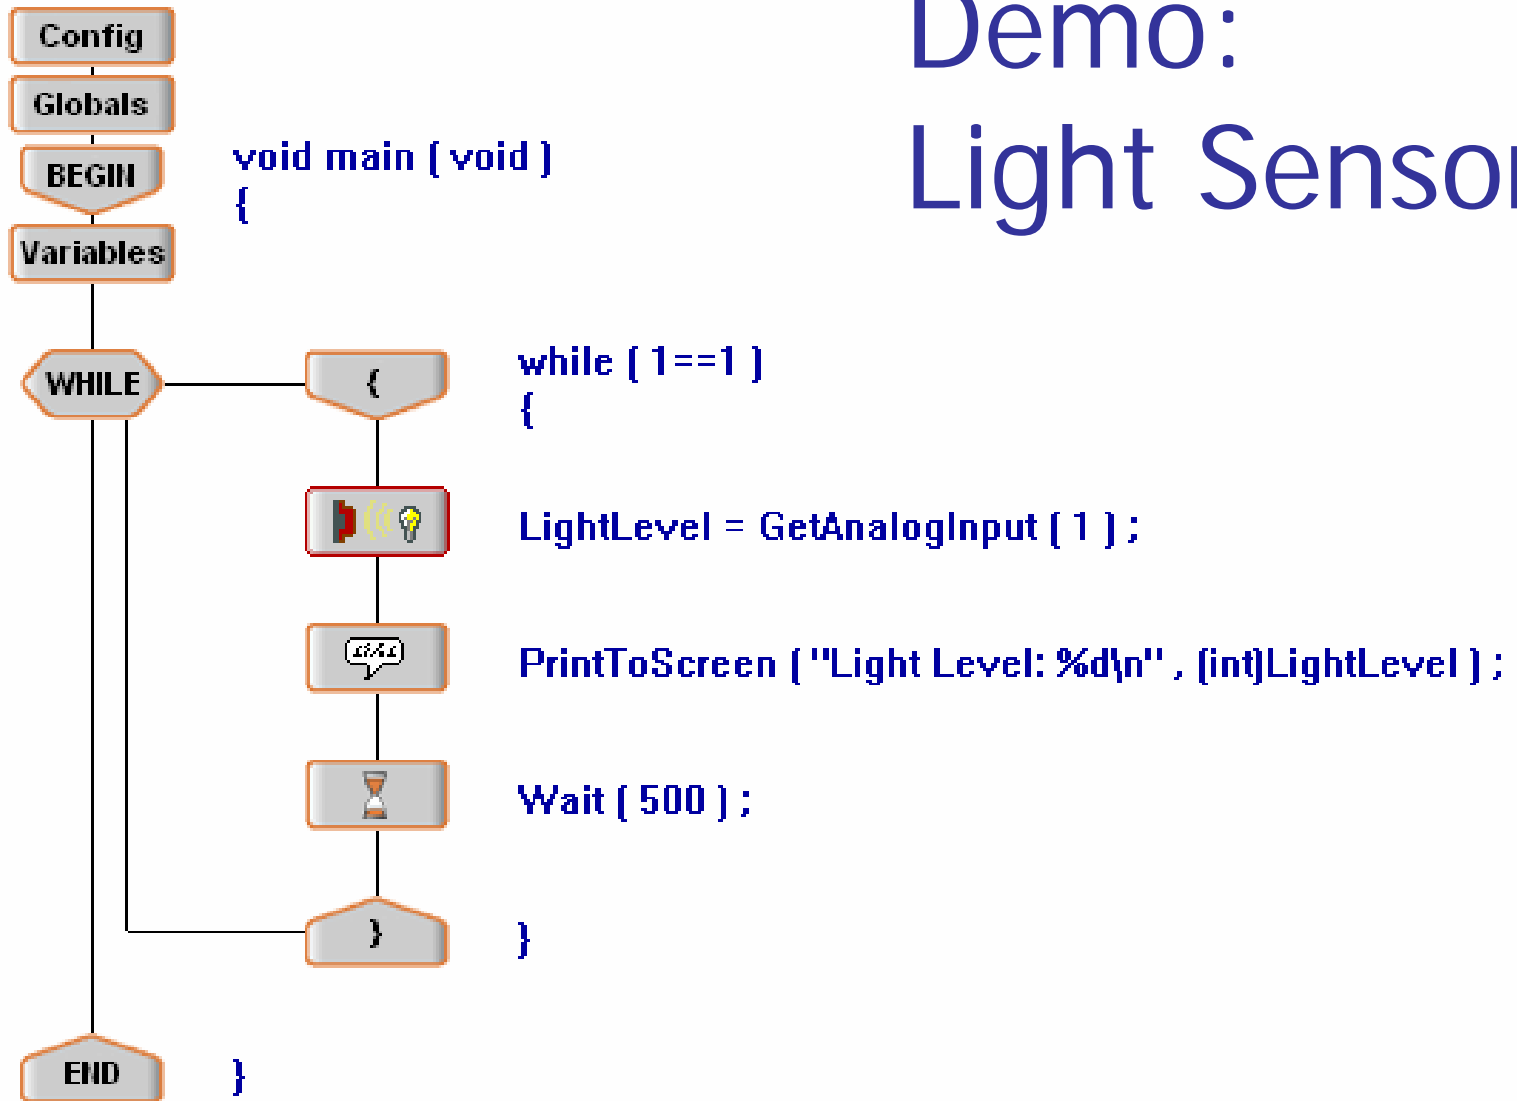 Demo:
Light Sensor
Config
Globals
BEGIN
void main ( void )
{
Variables
WHILE
{
while ( 1==1 )
{
LightLevel = GetAnalogInput ( 1 ) ;
PrintToScreen ( "Light Level: %d\n" , (int)LightLevel ) ;
Wait ( 500 ) ;
}
}
END
}